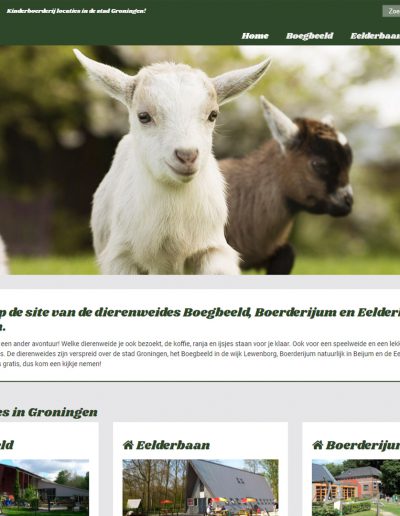 Kinderboerderij locaties in de stad Groningen!
Zoe
Home Boegbeeld Eelderbaan
p de site van de dierenweides Boegbeeld, Boerderijum en Eelder
n.
een ander avontuur! Welke dierenweide je ook bezoekt, de koffie, ranja en ijsjes staan voor je klaar. Ook voor een speelweide en een lekk
s. De dierenweides zijn verspreid over de stad Groningen, het Boegbeeld in de wijk Lewenborg, Boerderijum natuurlijk in Beijum en de Ee
s gratis, dus kom een kijkje nemen!
es in Groningen
ld
Eelderbaan
Boerderijum